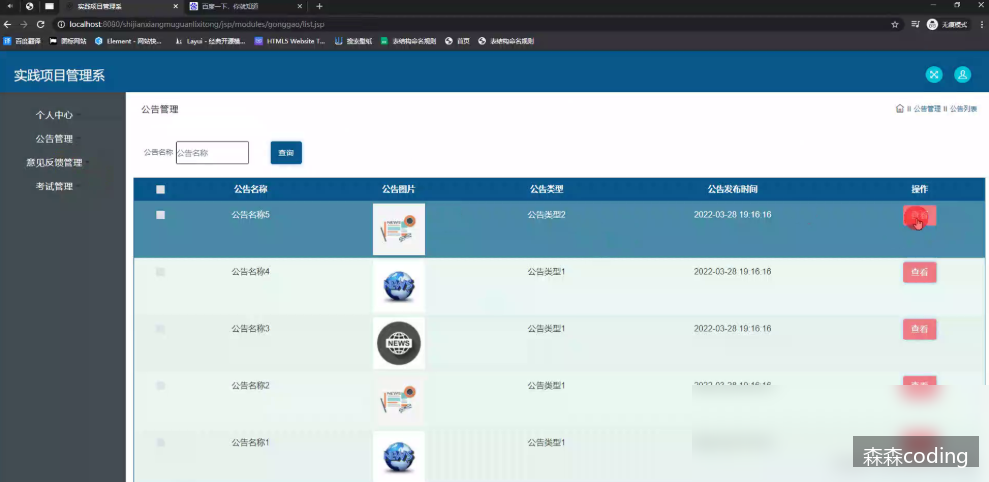 实践项目管理系 百度一下，你就知道
localhost:8080/shijianxiangmuguanlixitong/jsp/modules/gonggao/list.jsp 无痕模式
百度翻译 图标网站 Element - 网站快... Layui - 经典开源模... HTML5 Website T... 搜索壁纸 表结构命名规则 首页 表结构命名规则
实践项目管理系
个人中心
公告管理
意见反馈管理
考试管理
公告管理 公告管理 公告列表
公告名称 公告名称 查询
公告名称 公告图片 公告类型 公告发布时间 操作
公告名称5 NEWS 公告类型2 2022-03-28 19:16:16
公告名称4 公告类型1 2022-03-28 19:16:16 查看
公告名称3 NEWS 公告类型1 2022-03-28 19:16:16 查看
公告名称2 NEWS 公告类型1 2022-03-28 19:16:16
公告名称1 公告类型1
森森coding